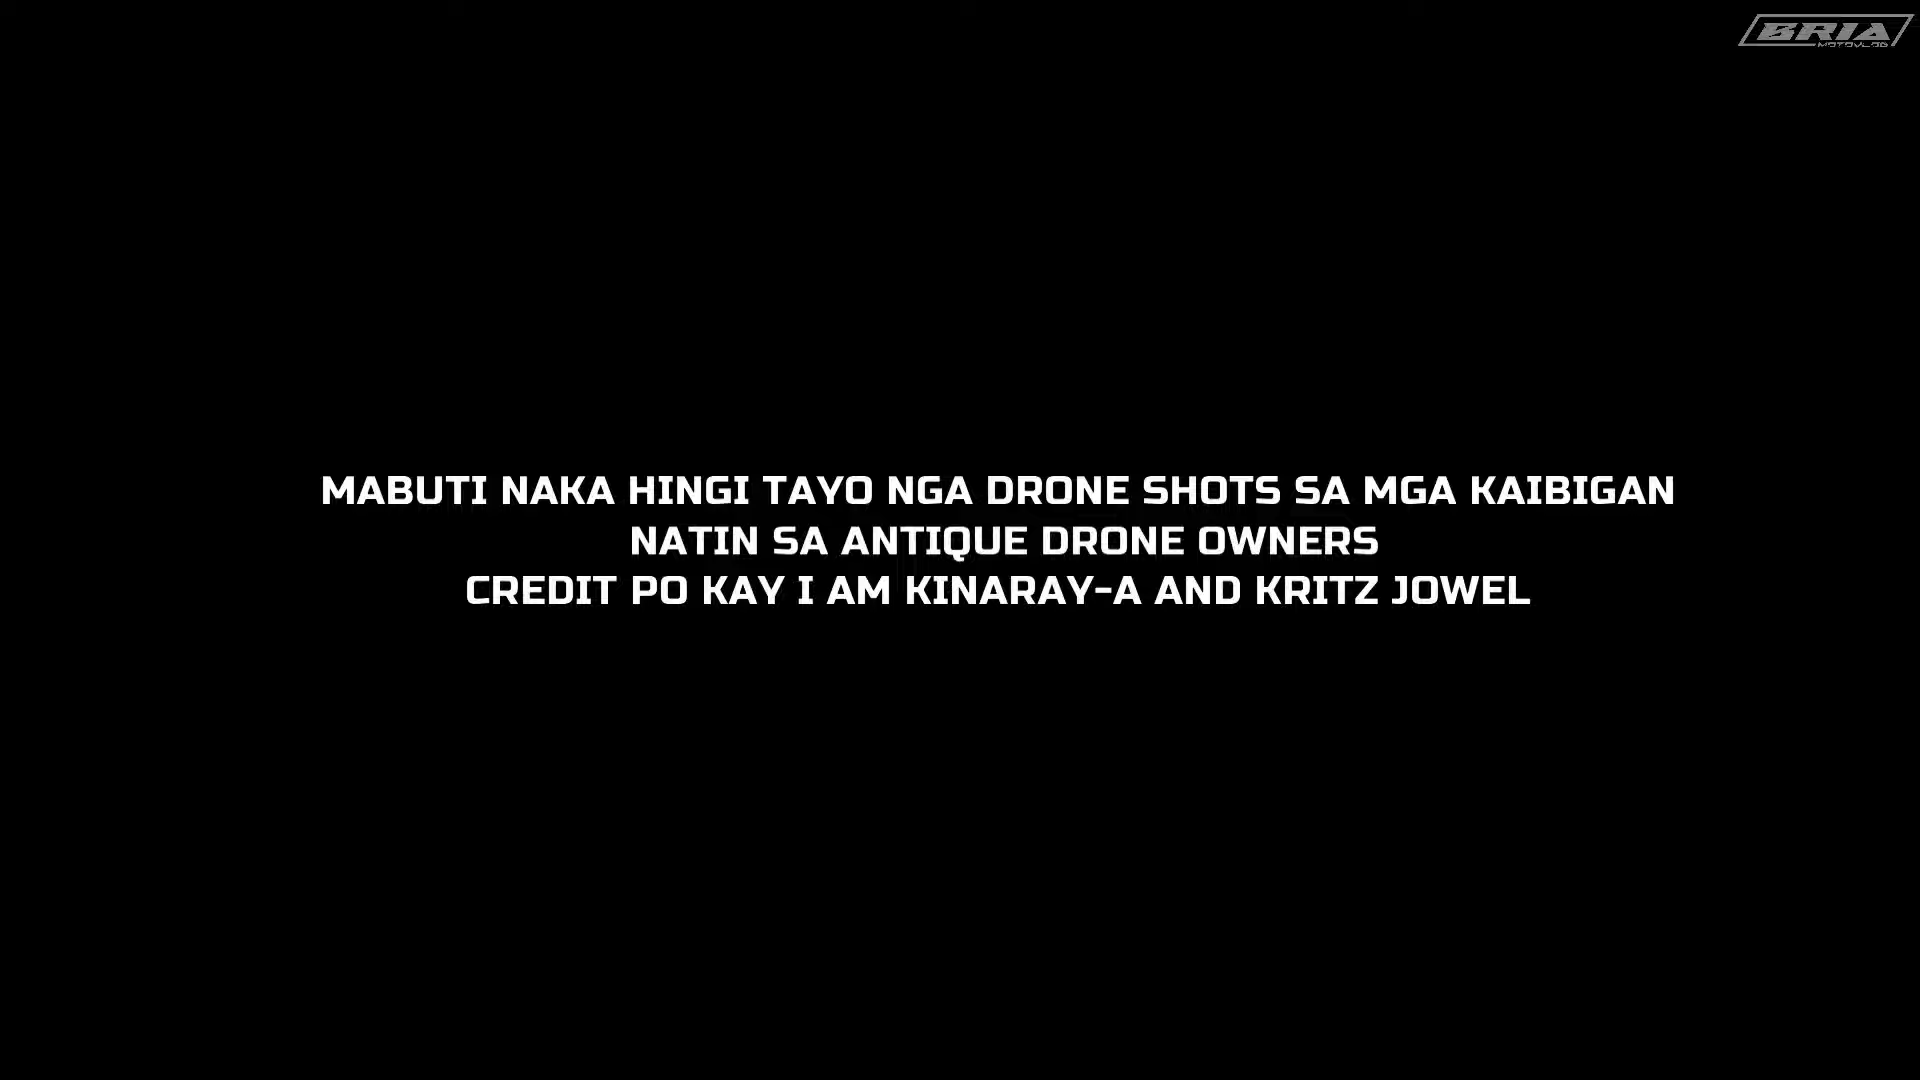 BRIA
MOTOVLOG
MABUTI NAKA HINGI TAYO NGA DRONE SHOTS SA MGA KAIBIGAN
NATIN SA ANTIQUE DRONE OWNERS
CREDIT PO KAY I AM KINARAY-A AND KRITZ JOWEL